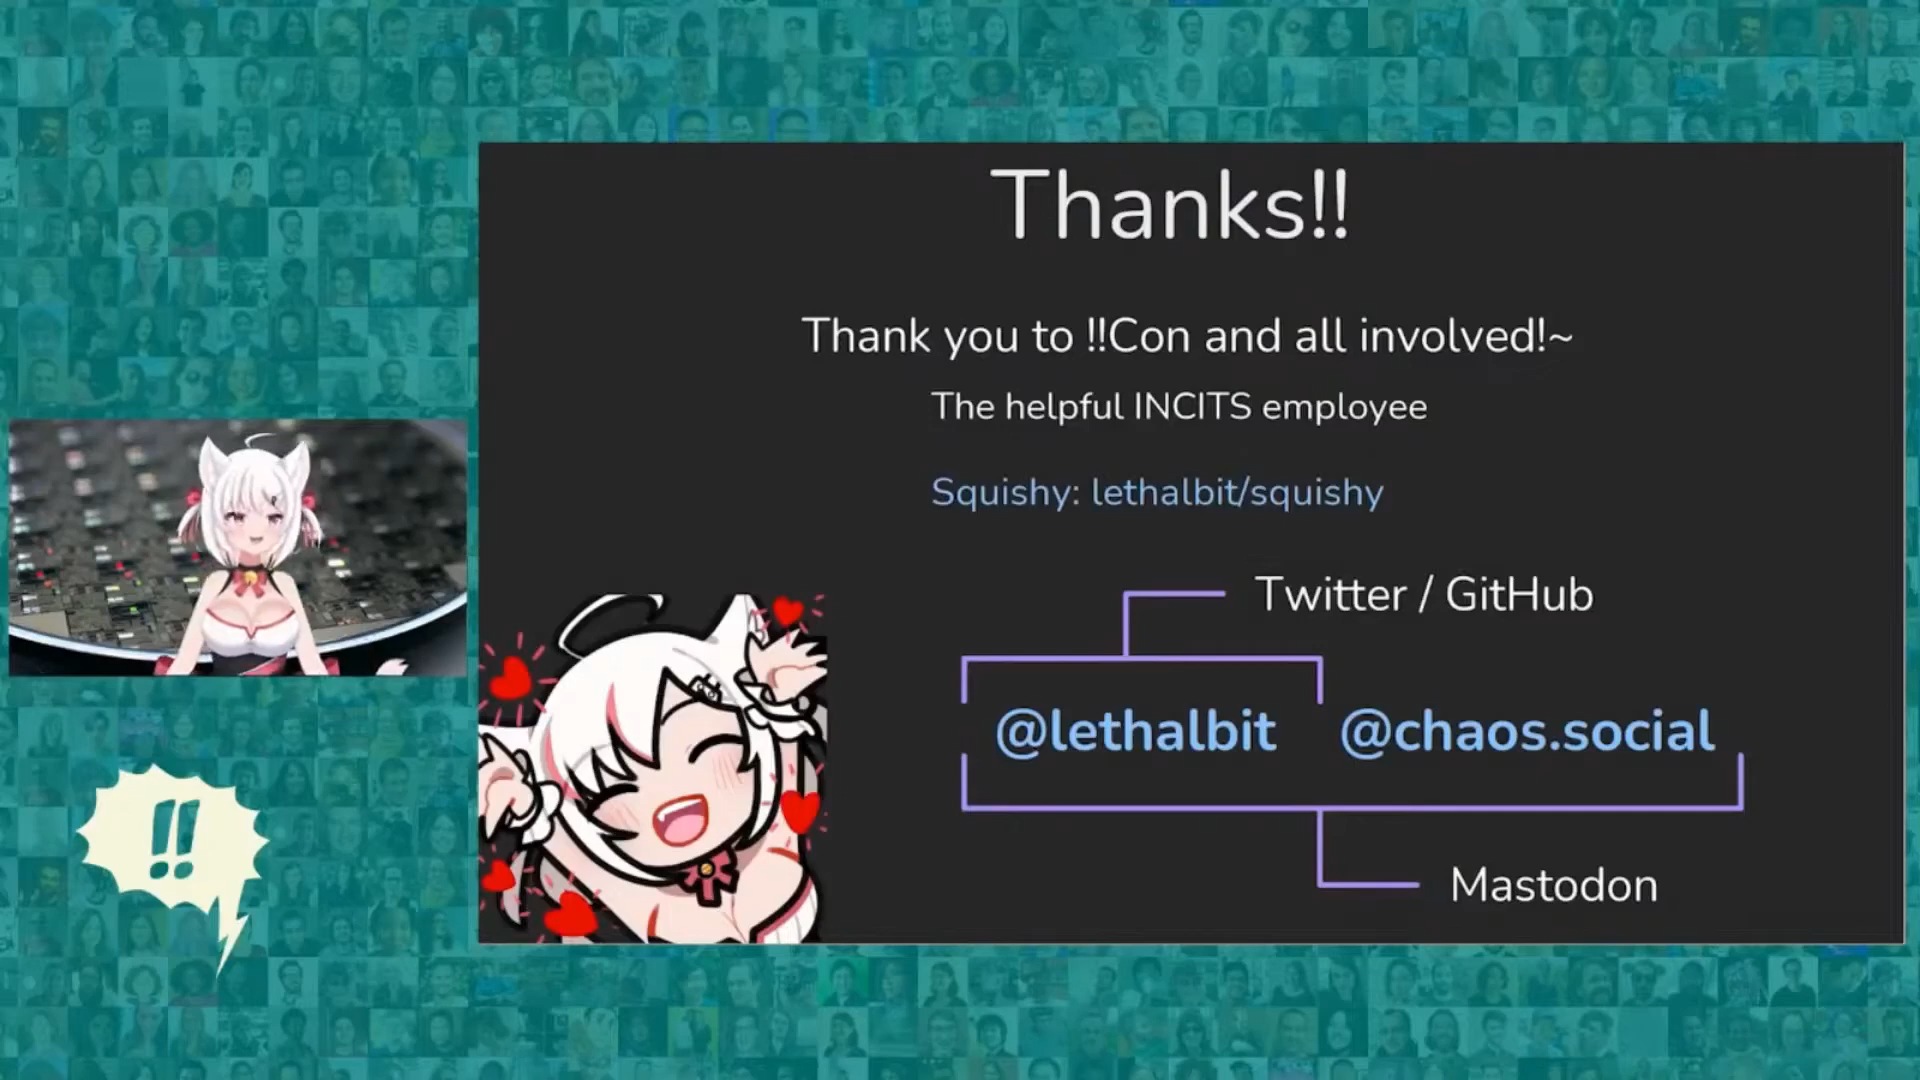 Thanks!!
Thank you to !!Con and all involved!~
The helpful INCITS employee
Squishy: lethalbit/squishy
Twitter / GitHub
@lethalbit @chaos.social
Mastodon
!!